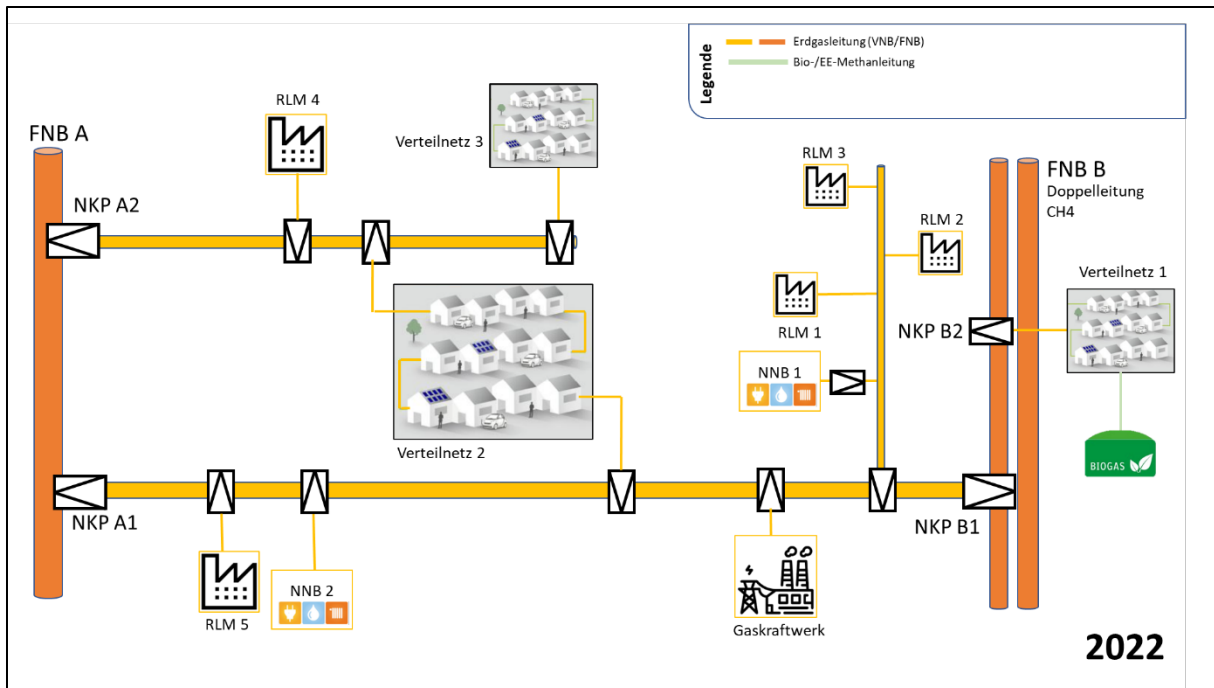 Legende
Erdgasleitung (VNB/FNB)
Bio-/EE-Methanleitung
FNB A
RLM 4
Verteilnetz 3
RLM 3
FNB B
Doppelleitung
CH4
NKP A2
RLM 2
Verteilnetz 1
RLM 1
NKP B2
NNB 1
Verteilnetz 2
BIOGAS
NKP A1
NKP B1
RLM 5
NNB 2
Gaskraftwerk
2022